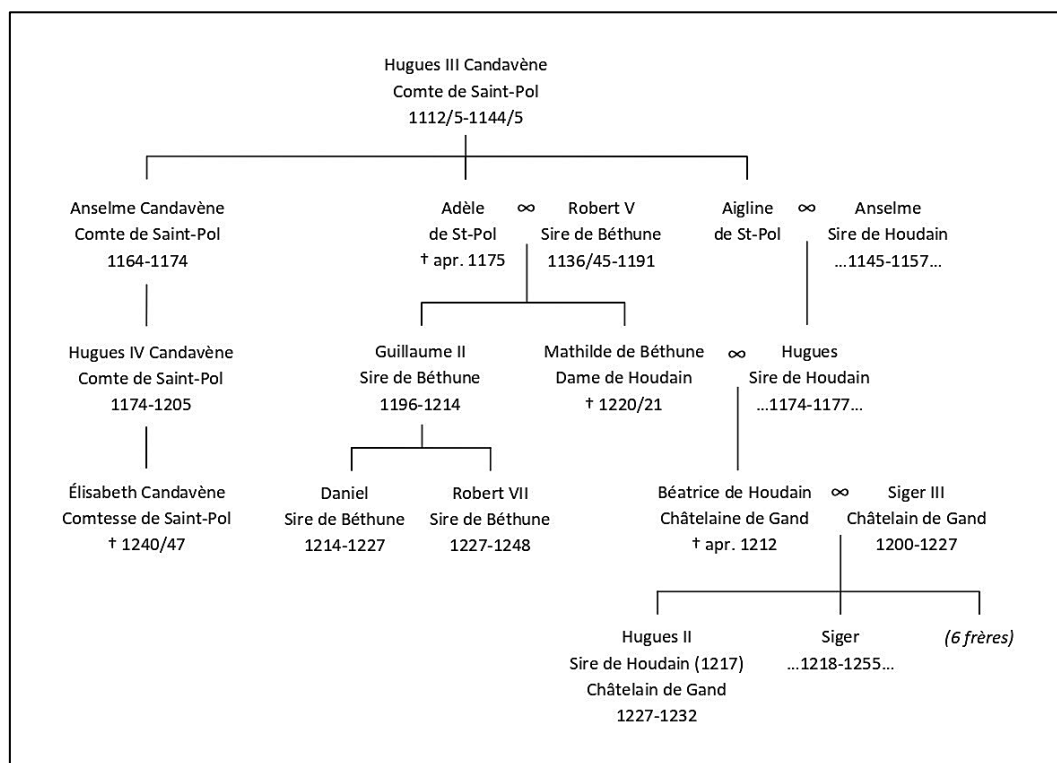 Hugues III Candavène
Comte de Saint-Pol
1112/5-1144/5
Anselme Candavène
Comte de Saint-Pol
1164-1174
Adèle
de St-Pol
† apr. 1175
∞
Robert V
Sire de Béthune
1136/45-1191
Aigline
de St-Pol
∞
Anselme
Sire de Houdain
...1145-1157...
Hugues IV Candavène
Comte de Saint-Pol
1174-1205
Guillaume II
Sire de Béthune
1196-1214
Mathilde de Béthune
Dame de Houdain
† 1220/21
∞
Hugues
Sire de Houdain
...1174-1177...
Élisabeth Candavène
Comtesse de Saint-Pol
† 1240/47
Daniel
Sire de Béthune
1214-1227
Robert VII
Sire de Béthune
1227-1248
Béatrice de Houdain
Châtelaine de Gand
† apr. 1212
∞
Siger III
Châtelain de Gand
1200-1227
Hugues II
Sire de Houdain (1217)
Châtelain de Gand
1227-1232
Siger
...1218-1255...
(6 frères)